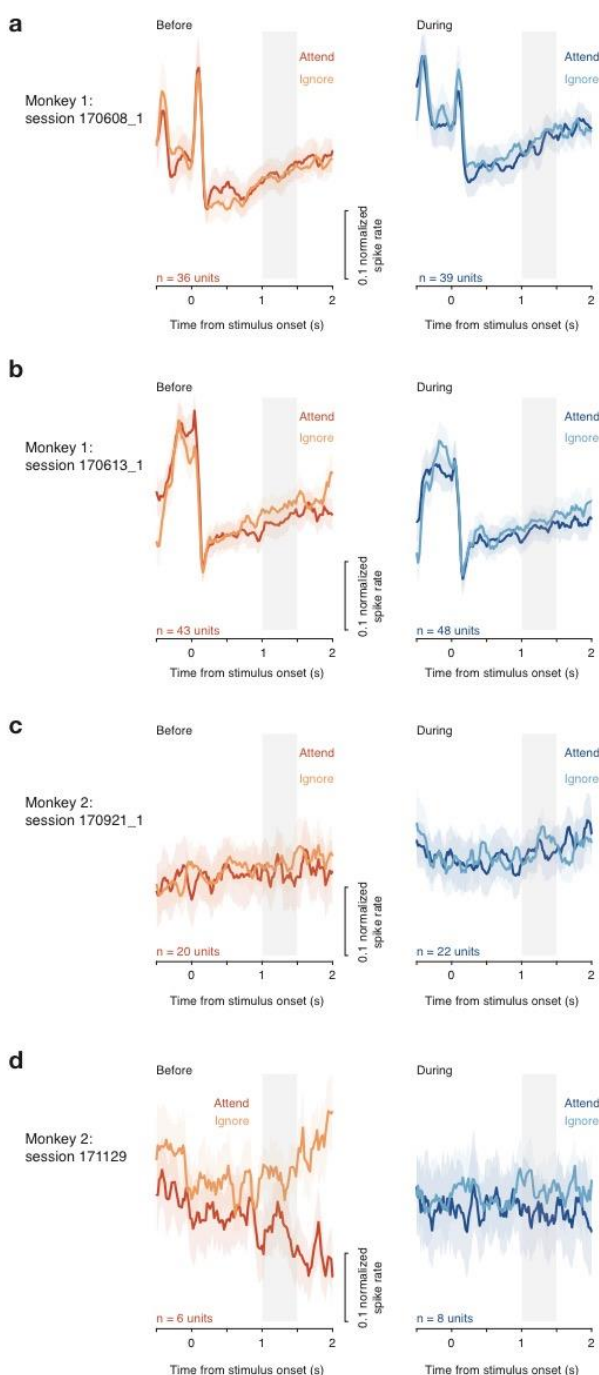 a
Before
During
Attend
Ignore
Attend
Ignore
Monkey 1:
session 170608_1
0.1 normalized
spike rate
n = 36 units
n = 39 units
0 1 2
0 1 2
Time from stimulus onset (s)
Time from stimulus onset (s)
b
Before
During
Attend
Ignore
Attend
Ignore
Monkey 1:
session 170613_1
0.1 normalized
spike rate
n = 43 units
n = 48 units
0 1 2
0 1 2
Time from stimulus onset (s)
Time from stimulus onset (s)
c
Before
During
Attend
Ignore
Attend
Ignore
Monkey 2:
session 170921_1
0.1 normalized
spike rate
n = 20 units
n = 22 units
0 1 2
0 1 2
Time from stimulus onset (s)
Time from stimulus onset (s)
d
Before
During
Attend
Ignore
Attend
Ignore
Monkey 2:
session 171129
0.1 normalized
spike rate
n = 6 units
n = 8 units
0 1 2
0 1 2
Time from stimulus onset (s)
Time from stimulus onset (s)